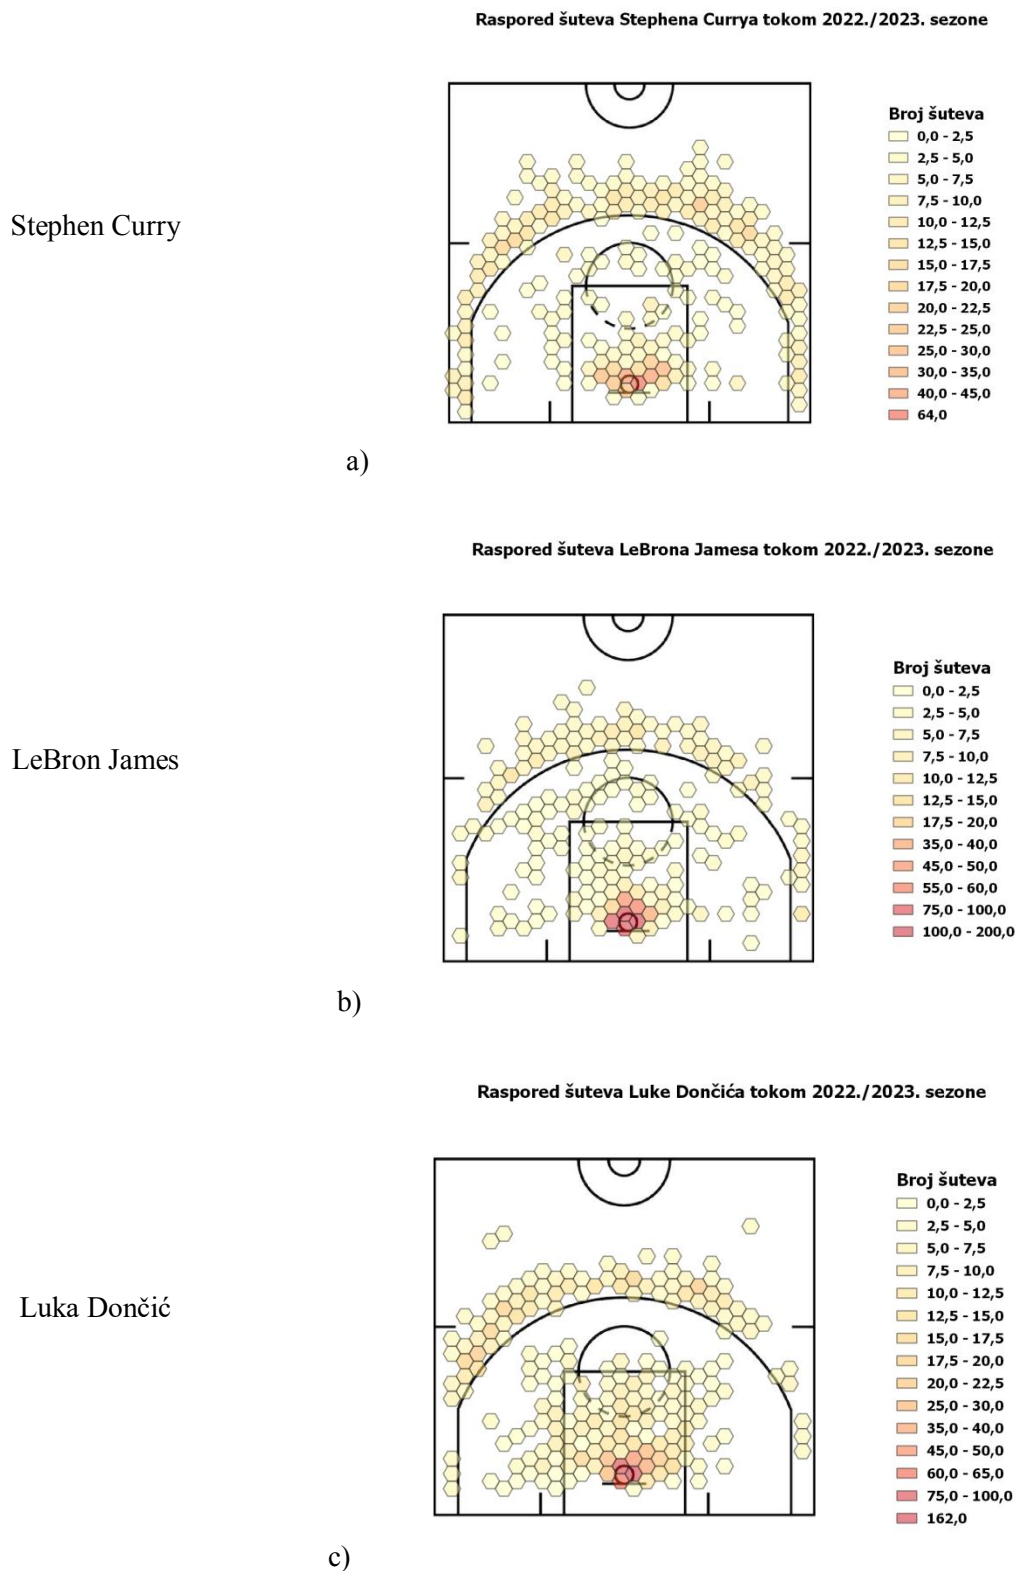 Raspored šuteva Stephena Currya tokom 2022./2023. sezone
Stephen Curry
Broj šuteva
0,0 - 2,5
2,5 - 5,0
5,0 - 7,5
7,5 - 10,0
10,0 - 12,5
12,5 - 15,0
15,0 - 17,5
17,5 - 20,0
20,0 - 22,5
22,5 - 25,0
25,0 - 30,0
30,0 - 35,0
40,0 - 45,0
64,0
a)
Raspored šuteva LeBrona Jamesa tokom 2022./2023. sezone
LeBron James
Broj šuteva
0,0 - 2,5
2,5 - 5,0
5,0 - 7,5
7,5 - 10,0
10,0 - 12,5
12,5 - 15,0
17,5 - 20,0
35,0 - 40,0
45,0 - 50,0
55,0 - 60,0
75,0 - 100,0
100,0 - 200,0
b)
Raspored šuteva Luke Dončića tokom 2022./2023. sezone
Luka Dončić
Broj šuteva
0,0 - 2,5
2,5 - 5,0
5,0 - 7,5
7,5 - 10,0
10,0 - 12,5
12,5 - 15,0
15,0 - 17,5
17,5 - 20,0
20,0 - 22,5
25,0 - 30,0
35,0 - 40,0
45,0 - 50,0
60,0 - 65,0
75,0 - 100,0
162,0
c)